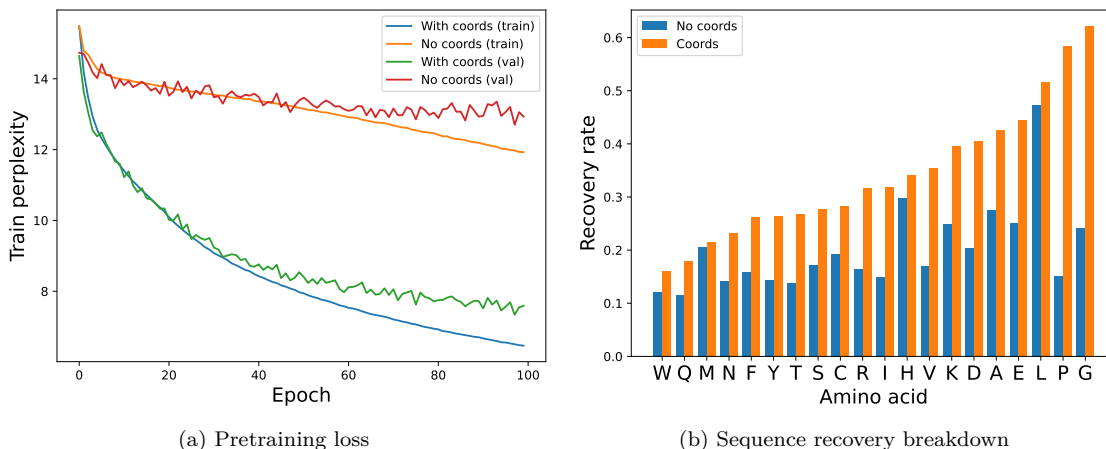 With coords (train)
No coords (train)
With coords (val)
No coords (val)
14
12
10
8
Train perplexity
0 20 40 60 80 100
Epoch
(a) Pretraining loss
No coords
Coords
0.6
0.5
0.4
0.3
0.2
0.1
0.0
Recovery rate
W Q M N F Y T S C R I H V K D A E L P G
Amino acid
(b) Sequence recovery breakdown